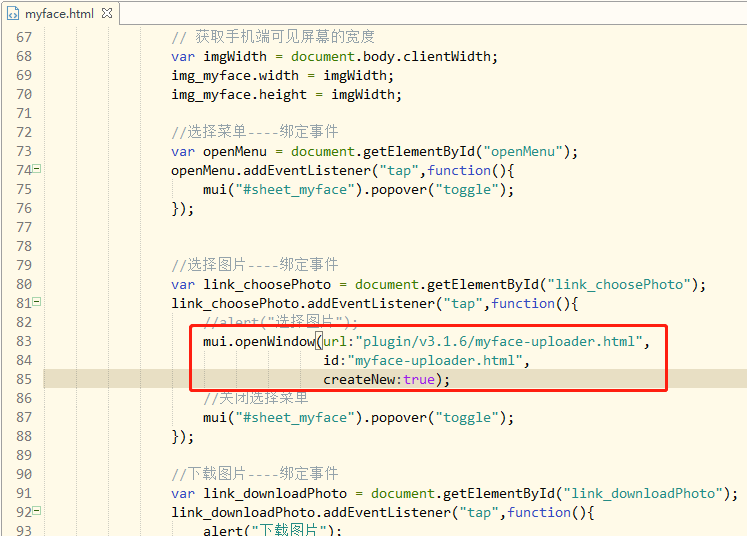 myface.html
67 // 获取手机端可见屏幕的宽度
68 var imgWidth = document.body.clientWidth;
69 img_myface.width = imgWidth;
70 img_myface.height = imgWidth;
71
72 //选择菜单----绑定事件
73 var openMenu = document.getElementById("openMenu");
74 openMenu.addEventListener("tap",function(){
75 mui("#sheet_myface").popover("toggle");
76 });
77
78
79 //选择图片----绑定事件
80 var link_choosePhoto = document.getElementById("link_choosePhoto");
81 link_choosePhoto.addEventListener("tap",function(){
82 //alert("选择图片");
83 mui.openWindow(url:"plugin/v3.1.6/myface-uploader.html",
84 id:"myface-uploader.html",
85 createNew:true);
86 //关闭选择菜单
87 mui("#sheet_myface").popover("toggle");
88 });
89
90 //下载图片----绑定事件
91 var link_downloadPhoto = document.getElementById("link_downloadPhoto");
92 link_downloadPhoto.addEventListener("tap",function(){
93 alert("下载图片");